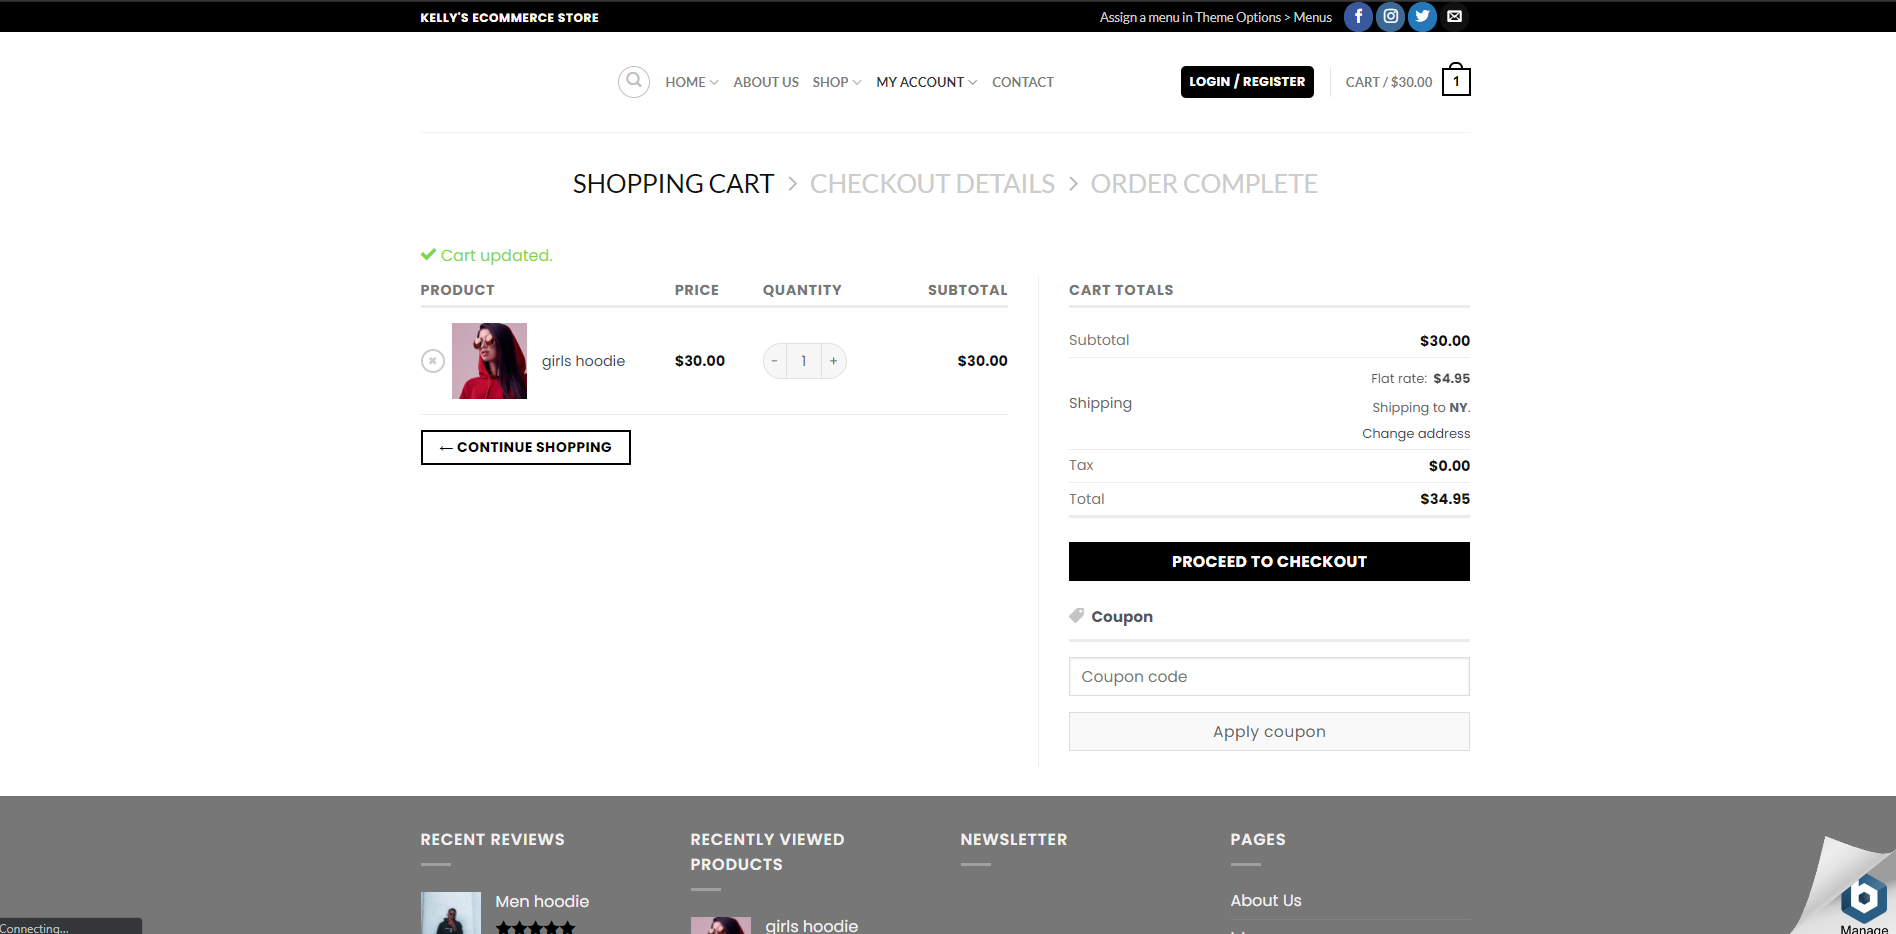 KELLY'S ECOMMERCE STORE
Assign a menu in Theme Options > Menus
HOME
ABOUT US
SHOP
MY ACCOUNT
CONTACT
LOGIN / REGISTER
CART / $30.00
1
SHOPPING CART > CHECKOUT DETAILS > ORDER COMPLETE
Cart updated.
PRODUCT PRICE QUANTITY SUBTOTAL
girls hoodie $30.00 - 1 + $30.00
← CONTINUE SHOPPING
CART TOTALS
Subtotal $30.00
Shipping
Flat rate: $4.95
Shipping to NY.
Change address
Tax $0.00
Total $34.95
PROCEED TO CHECKOUT
Coupon
Coupon code
Apply coupon
RECENT REVIEWS
Men hoodie
RECENTLY VIEWED
PRODUCTS
girls hoodie
NEWSLETTER
PAGES
About Us
Connecting...
Manage